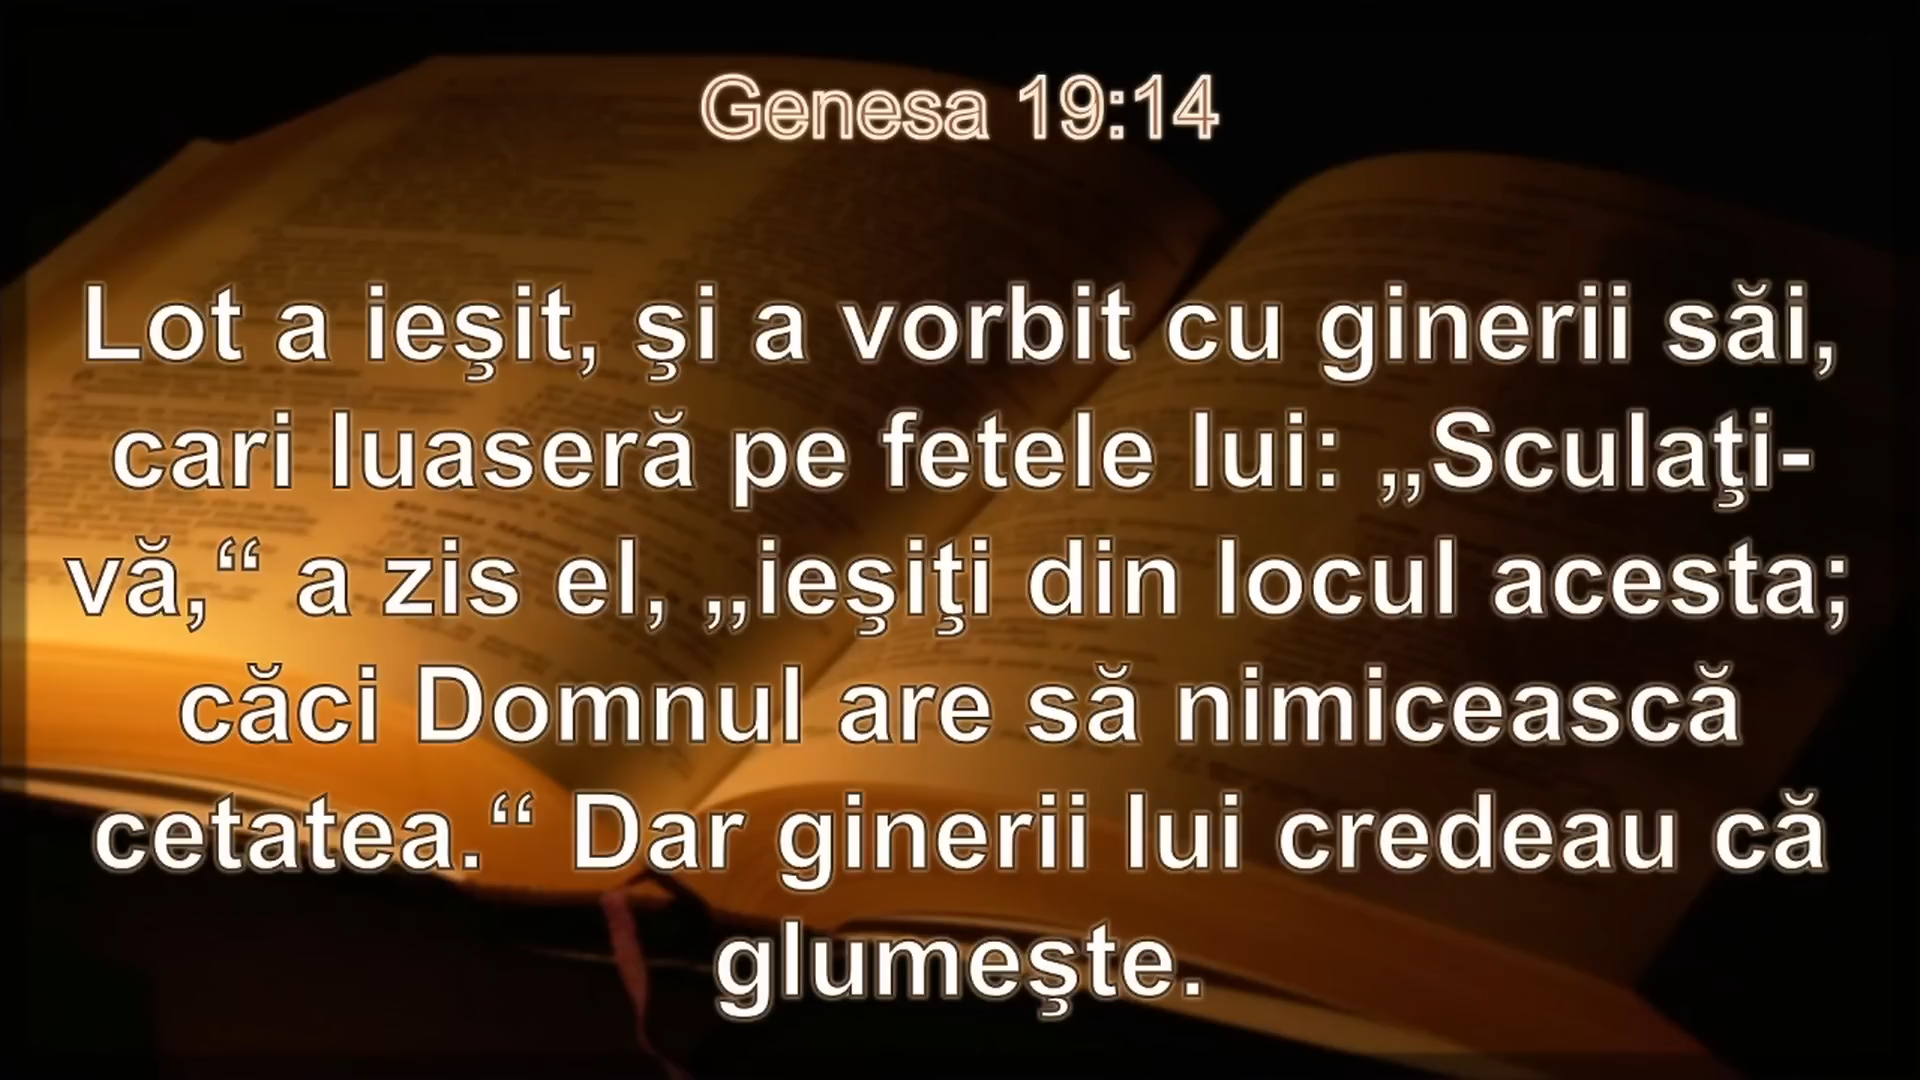 Genesa 19:14
Lot a ieşit, şi a vorbit cu ginerii săi,
cari luaseră pe fetele lui: „Sculaţi-
vă,“ a zis el, „ieşiţi din locul acesta;
căci Domnul are să nimicească
cetatea.“ Dar ginerii lui credeau că
glumeşte.